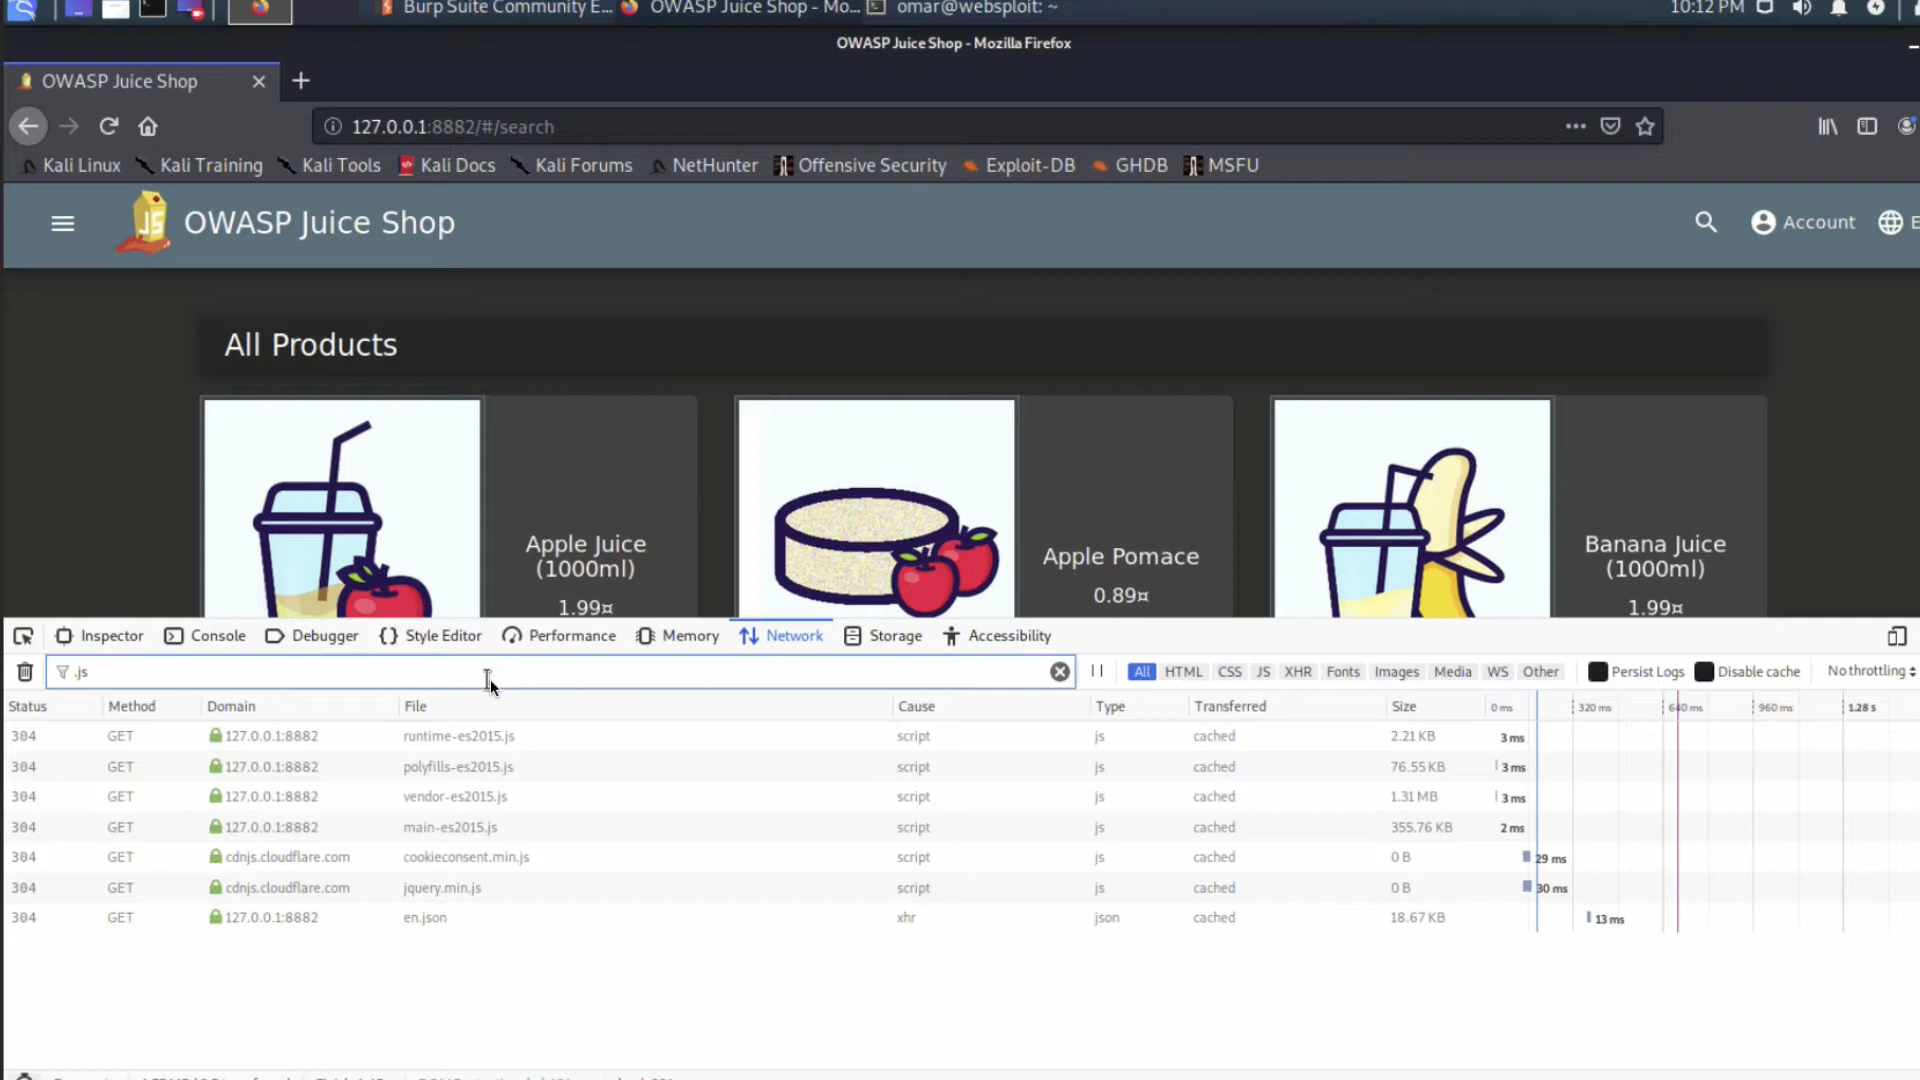 Burp Suite Community E... OWASP Juice Shop - Mo... omar@websploit: ~ 10:12 PM
OWASP Juice Shop - Mozilla Firefox
OWASP Juice Shop
127.0.0.1:8882/#/search
Kali Linux Kali Training Kali Tools Kali Docs Kali Forums NetHunter Offensive Security Exploit-DB GHDB MSFU
JS OWASP Juice Shop Account E
All Products
Apple Juice
(1000ml)
1.99¤
Apple Pomace
0.89¤
Banana Juice
(1000ml)
1.99¤
Inspector Console Debugger Style Editor Performance Memory Network Storage Accessibility
.js All HTML CSS JS XHR Fonts Images Media WS Other Persist Logs Disable cache No throttling
Status Method Domain File Cause Type Transferred Size 0 ms 320 ms 640 ms 960 ms 1.28 s
304 GET 127.0.0.1:8882 runtime-es2015.js script js cached 2.21 KB 3 ms
304 GET 127.0.0.1:8882 polyfills-es2015.js script js cached 76.55 KB 3 ms
304 GET 127.0.0.1:8882 vendor-es2015.js script js cached 1.31 MB 3 ms
304 GET 127.0.0.1:8882 main-es2015.js script js cached 355.76 KB 2 ms
304 GET cdnjs.cloudflare.com cookieconsent.min.js script js cached 0 B 29 ms
304 GET cdnjs.cloudflare.com jquery.min.js script js cached 0 B 30 ms
304 GET 127.0.0.1:8882 en.json xhr json cached 18.67 KB 13 ms